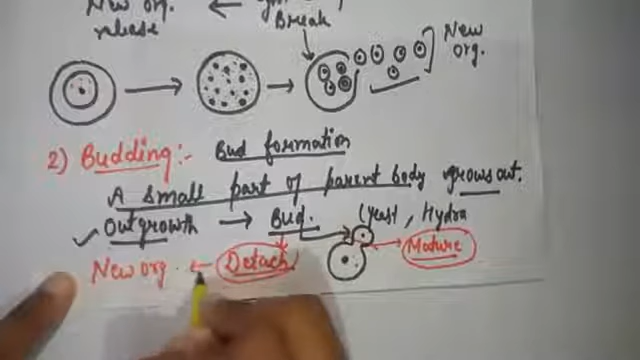 New org. ←
release
Break
New
org.
2) Budding:- Bud formation
A small part of parent body grows out.
Outgrowth → Bud. (yeast, Hydra
Mature
New org. ← Detach